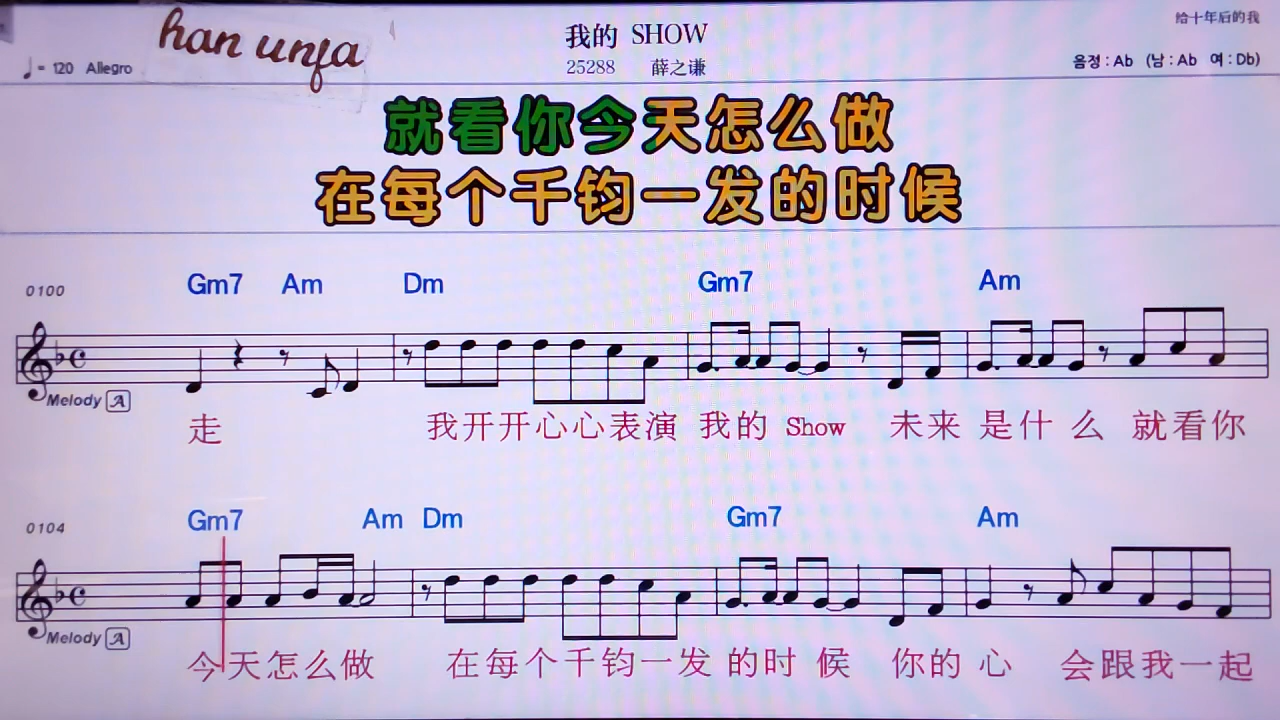 给十年后的我
han unfa
我的 SHOW
♩= 120 Allegro
25288 薛之谦
음정 : Ab (남 : Ab 여 : Db)
就看你今天怎么做
在每个千钧一发的时候
0100 Gm7 Am Dm Gm7 Am
Melody A
走 我开开心心表演 我的 Show 未来 是什么 就看你
0104 Gm7 Am Dm Gm7 Am
Melody A
今天怎么做 在每个千钧一发 的时候 你的心 会跟我一起